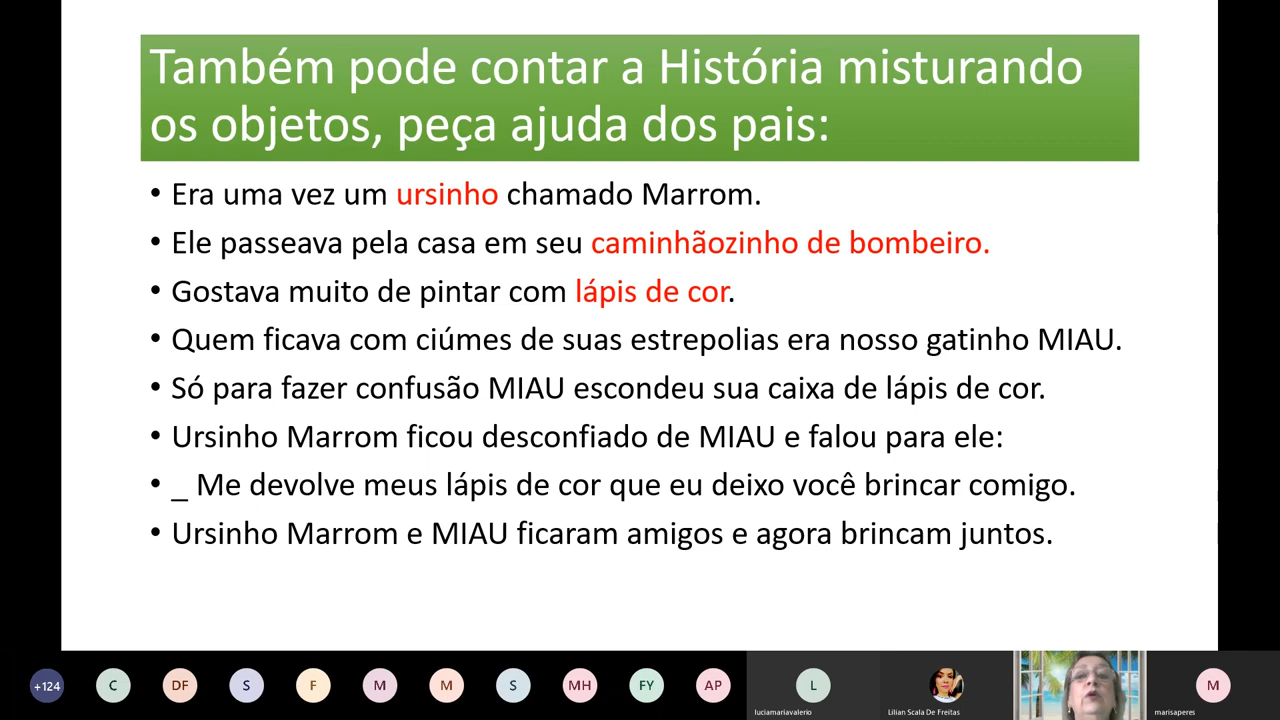 Também pode contar a História misturando
os objetos, peça ajuda dos pais:
• Era uma vez um ursinho chamado Marrom.
• Ele passeava pela casa em seu caminhãozinho de bombeiro.
• Gostava muito de pintar com lápis de cor.
• Quem ficava com ciúmes de suas estrepolias era nosso gatinho MIAU.
• Só para fazer confusão MIAU escondeu sua caixa de lápis de cor.
• Ursinho Marrom ficou desconfiado de MIAU e falou para ele:
• _ Me devolve meus lápis de cor que eu deixo você brincar comigo.
• Ursinho Marrom e MIAU ficaram amigos e agora brincam juntos.
+124 C DF S F M M S MH FY AP L M
luciamariavalerio Lilian Scala De Freitas marisaperes